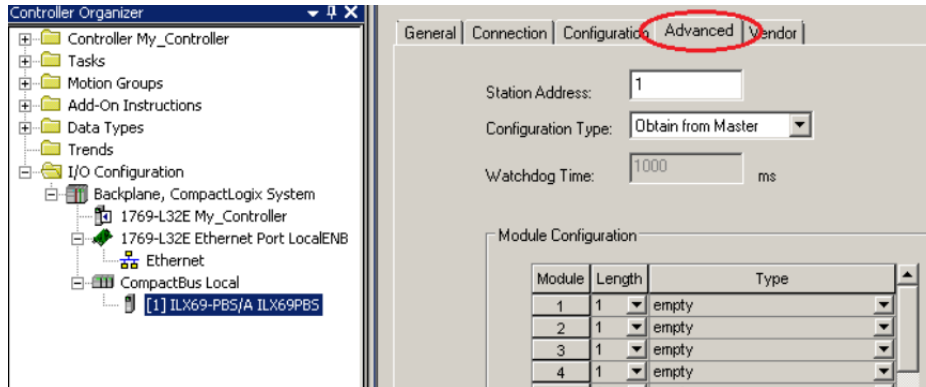 Controller Organizer
Controller My_Controller
Tasks
Motion Groups
Add-On Instructions
Data Types
Trends
I/O Configuration
Backplane, CompactLogix System
1769-L32E My_Controller
1769-L32E Ethernet Port LocalENB
Ethernet
CompactBus Local
[1] ILX69-PBS/A ILX69PBS
General Connection Configuration Advanced Vendor
Station Address: 1
Configuration Type: Obtain from Master
Watchdog Time: 1000 ms
Module Configuration
Module Length Type
1 1 empty
2 1 empty
3 1 empty
4 1 empty